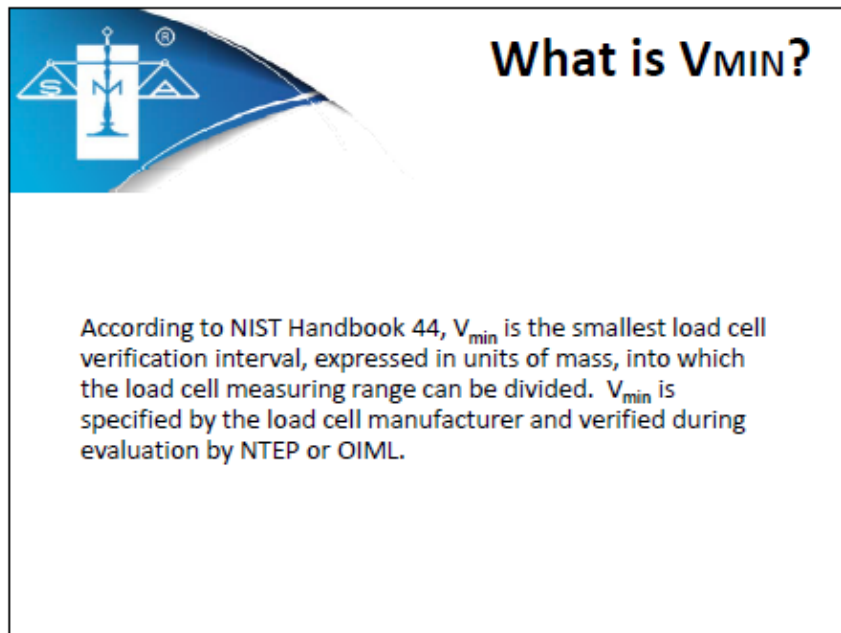 ®
S M A
What is VMIN?
According to NIST Handbook 44, Vmin is the smallest load cell
verification interval, expressed in units of mass, into which
the load cell measuring range can be divided.  Vmin is
specified by the load cell manufacturer and verified during
evaluation by NTEP or OIML.